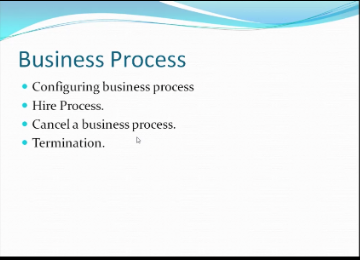 Business Process
Configuring business process
Hire Process.
Cancel a business process.
Termination.